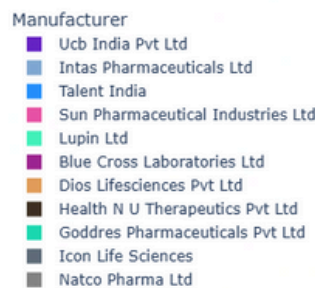 Manufacturer
Ucb India Pvt Ltd
Intas Pharmaceuticals Ltd
Talent India
Sun Pharmaceutical Industries Ltd
Lupin Ltd
Blue Cross Laboratories Ltd
Dios Lifesciences Pvt Ltd
Health N U Therapeutics Pvt Ltd
Goddres Pharmaceuticals Pvt Ltd
Icon Life Sciences
Natco Pharma Ltd